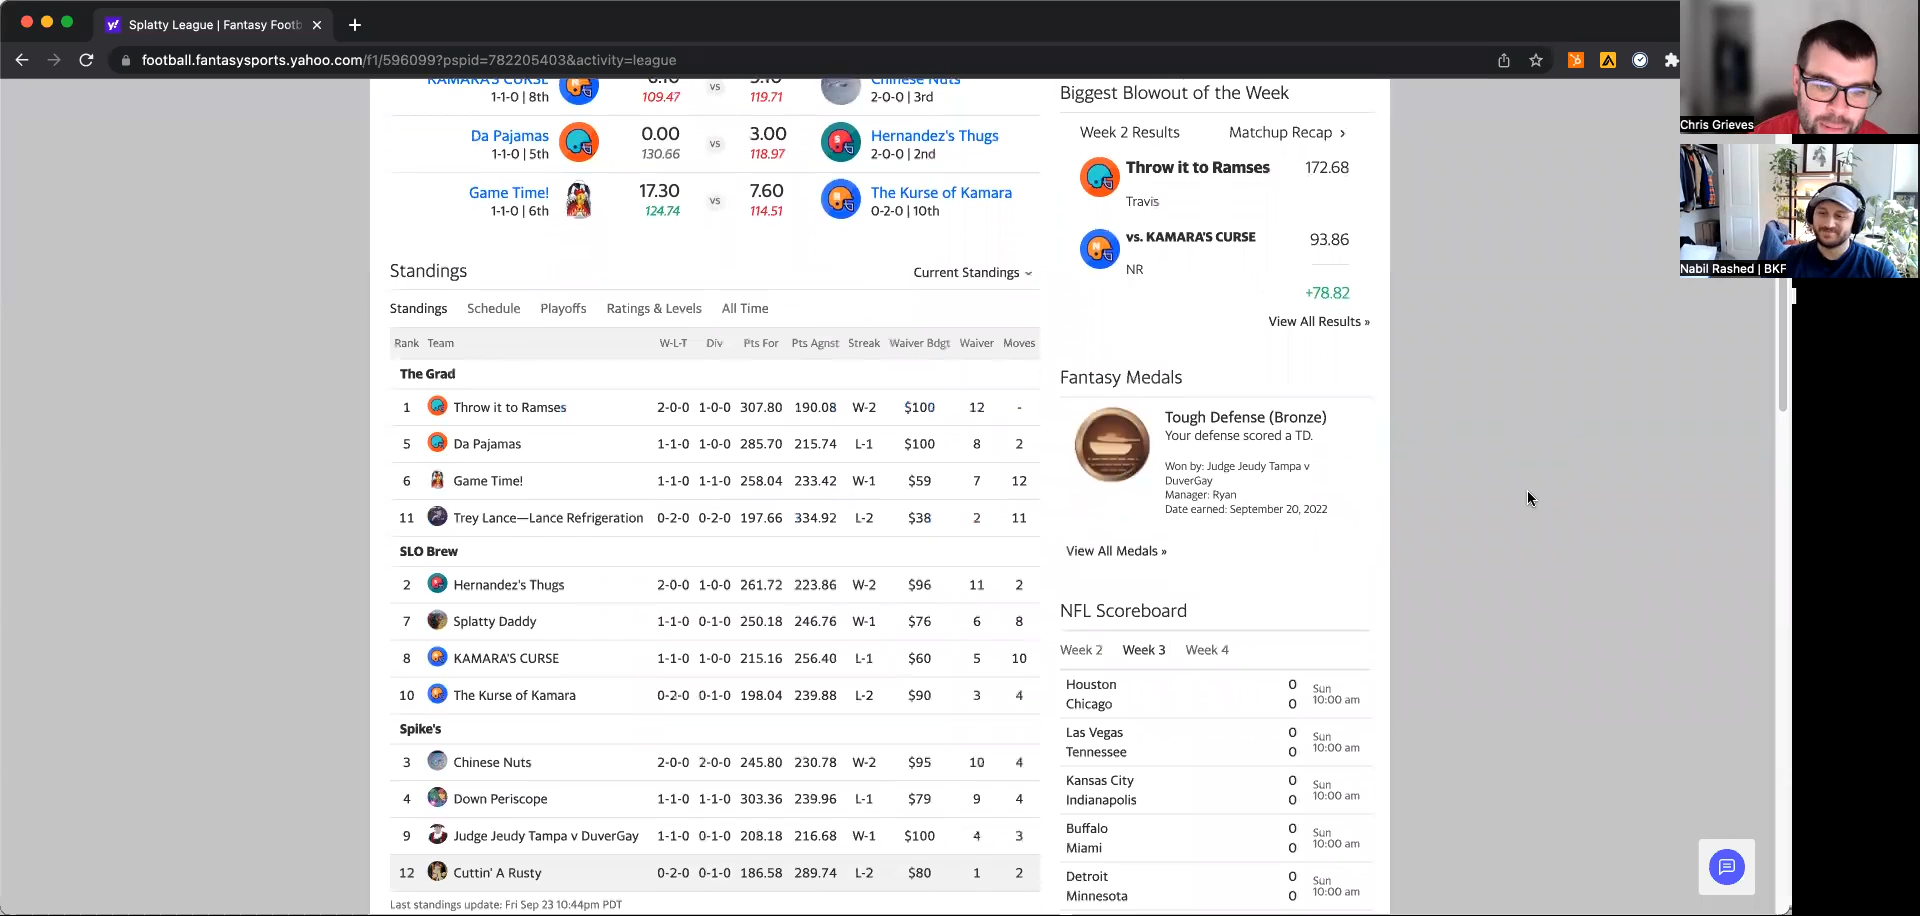 Splatty League | Fantasy Footb
football.fantasysports.yahoo.com/f1/596099?pspid=782205403&activity=league
KAMARA'S CURSE
1-1-0 | 8th
109.47
vs
119.71
Chinese Nuts
2-0-0 | 3rd
Da Pajamas
1-1-0 | 5th
0.00
130.66
vs
3.00
118.97
Hernandez's Thugs
2-0-0 | 2nd
Game Time!
1-1-0 | 6th
17.30
124.74
vs
7.60
114.51
The Kurse of Kamara
0-2-0 | 10th
Standings
Current Standings
Standings Schedule Playoffs Ratings & Levels All Time
Rank Team W-L-T Div Pts For Pts Agnst Streak Waiver Bdgt Waiver Moves
The Grad
1 Throw it to Ramses 2-0-0 1-0-0 307.80 190.08 W-2 $100 12 -
5 Da Pajamas 1-1-0 1-0-0 285.70 215.74 L-1 $100 8 2
6 Game Time! 1-1-0 1-1-0 258.04 233.42 W-1 $59 7 12
11 Trey Lance—Lance Refrigeration 0-2-0 0-2-0 197.66 334.92 L-2 $38 2 11
SLO Brew
2 Hernandez's Thugs 2-0-0 1-0-0 261.72 223.86 W-2 $96 11 2
7 Splatty Daddy 1-1-0 0-1-0 250.18 246.76 W-1 $76 6 8
8 KAMARA'S CURSE 1-1-0 1-0-0 215.16 256.40 L-1 $60 5 10
10 The Kurse of Kamara 0-2-0 0-1-0 198.04 239.88 L-2 $90 3 4
Spike's
3 Chinese Nuts 2-0-0 2-0-0 245.80 230.78 W-2 $95 10 4
4 Down Periscope 1-1-0 1-1-0 303.36 239.96 L-1 $79 9 4
9 Judge Jeudy Tampa v DuverGay 1-1-0 0-1-0 208.18 216.68 W-1 $100 4 3
12 Cuttin' A Rusty 0-2-0 0-1-0 186.58 289.74 L-2 $80 1 2
Last standings update: Fri Sep 23 10:44pm PDT
Biggest Blowout of the Week
Week 2 Results Matchup Recap ›
Throw it to Ramses 172.68
Travis
vs. KAMARA'S CURSE 93.86
NR
+78.82
View All Results »
Fantasy Medals
Tough Defense (Bronze)
Your defense scored a TD.
Won by: Judge Jeudy Tampa v
DuverGay
Manager: Ryan
Date earned: September 20, 2022
View All Medals »
NFL Scoreboard
Week 2 Week 3 Week 4
Houston 0
Chicago 0
Sun
10:00 am
Las Vegas 0
Tennessee 0
Sun
10:00 am
Kansas City 0
Indianapolis 0
Sun
10:00 am
Buffalo 0
Miami 0
Sun
10:00 am
Detroit 0
Minnesota 0
Sun
10:00 am
Chris Grieves
Nabil Rashed | BKF